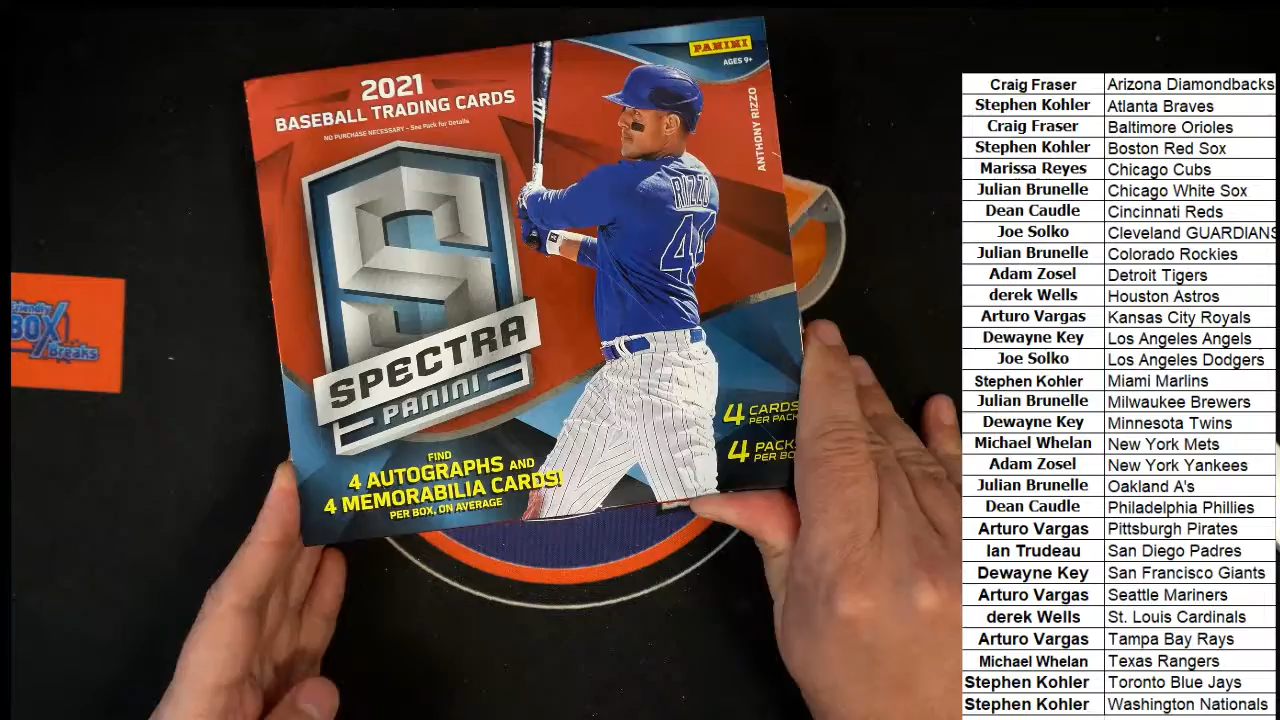 2021
BASEBALL TRADING CARDS
NO PURCHASE NECESSARY – See Pack for Details
PANINI
AGES 9+
ANTHONY RIZZO
RIZZO
44
S
SPECTRA
PANINI
4 CARDS
PER PACK
4 PACKS
PER BO
FIND
4 AUTOGRAPHS AND
4 MEMORABILIA CARDS!
PER BOX, ON AVERAGE
Friendly
BOX
Breaks
Craig Fraser Arizona Diamondbacks
Stephen Kohler Atlanta Braves
Craig Fraser Baltimore Orioles
Stephen Kohler Boston Red Sox
Marissa Reyes Chicago Cubs
Julian Brunelle Chicago White Sox
Dean Caudle Cincinnati Reds
Joe Solko Cleveland GUARDIANS
Julian Brunelle Colorado Rockies
Adam Zosel Detroit Tigers
derek Wells Houston Astros
Arturo Vargas Kansas City Royals
Dewayne Key Los Angeles Angels
Joe Solko Los Angeles Dodgers
Stephen Kohler Miami Marlins
Julian Brunelle Milwaukee Brewers
Dewayne Key Minnesota Twins
Michael Whelan New York Mets
Adam Zosel New York Yankees
Julian Brunelle Oakland A's
Dean Caudle Philadelphia Phillies
Arturo Vargas Pittsburgh Pirates
Ian Trudeau San Diego Padres
Dewayne Key San Francisco Giants
Arturo Vargas Seattle Mariners
derek Wells St. Louis Cardinals
Arturo Vargas Tampa Bay Rays
Michael Whelan Texas Rangers
Stephen Kohler Toronto Blue Jays
Stephen Kohler Washington Nationals